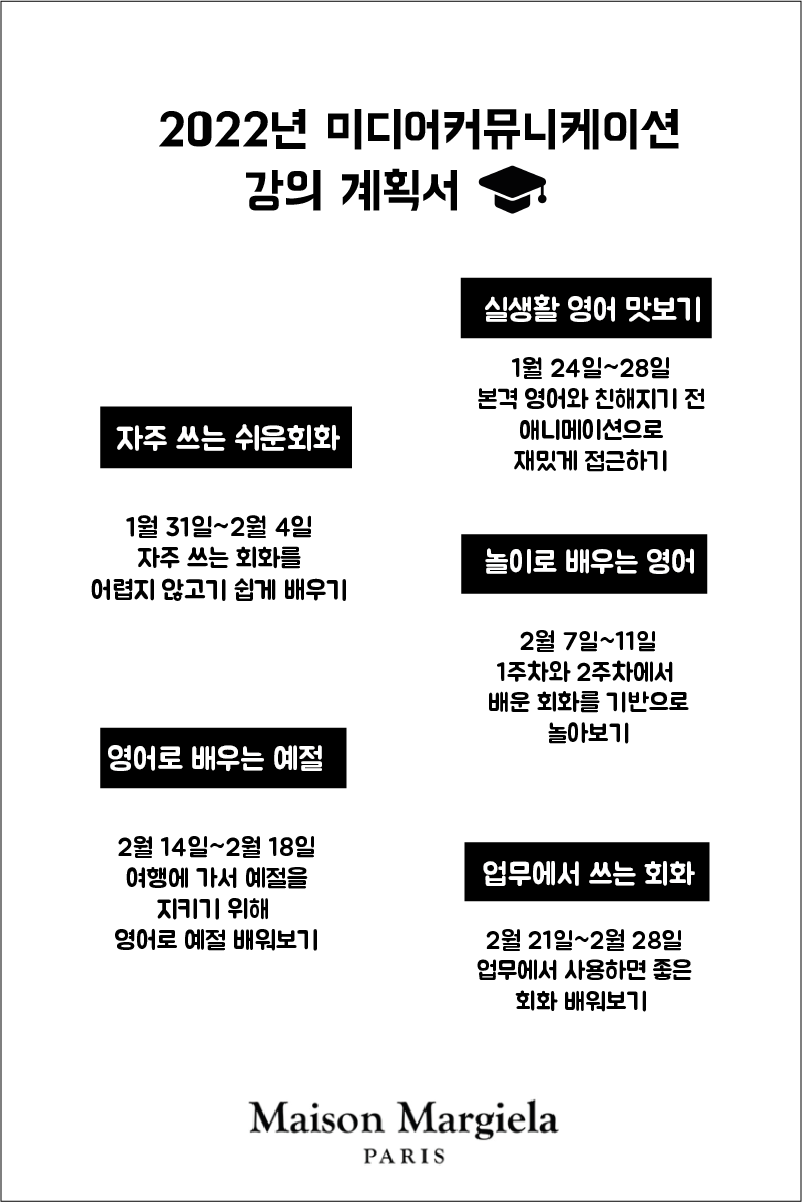 2022년 미디어커뮤니케이션
강의 계획서
실생활 영어 맛보기
1월 24일~28일
본격 영어와 친해지기 전
애니메이션으로
재밌게 접근하기
자주 쓰는 쉬운회화
1월 31일~2월 4일
자주 쓰는 회화를
어렵지 않고기 쉽게 배우기
놀이로 배우는 영어
2월 7일~11일
1주차와 2주차에서
배운 회화를 기반으로
놀아보기
영어로 배우는 예절
2월 14일~2월 18일
여행에 가서 예절을
지키기 위해
영어로 예절 배워보기
업무에서 쓰는 회화
2월 21일~2월 28일
업무에서 사용하면 좋은
회화 배워보기
Maison Margiela
PARIS